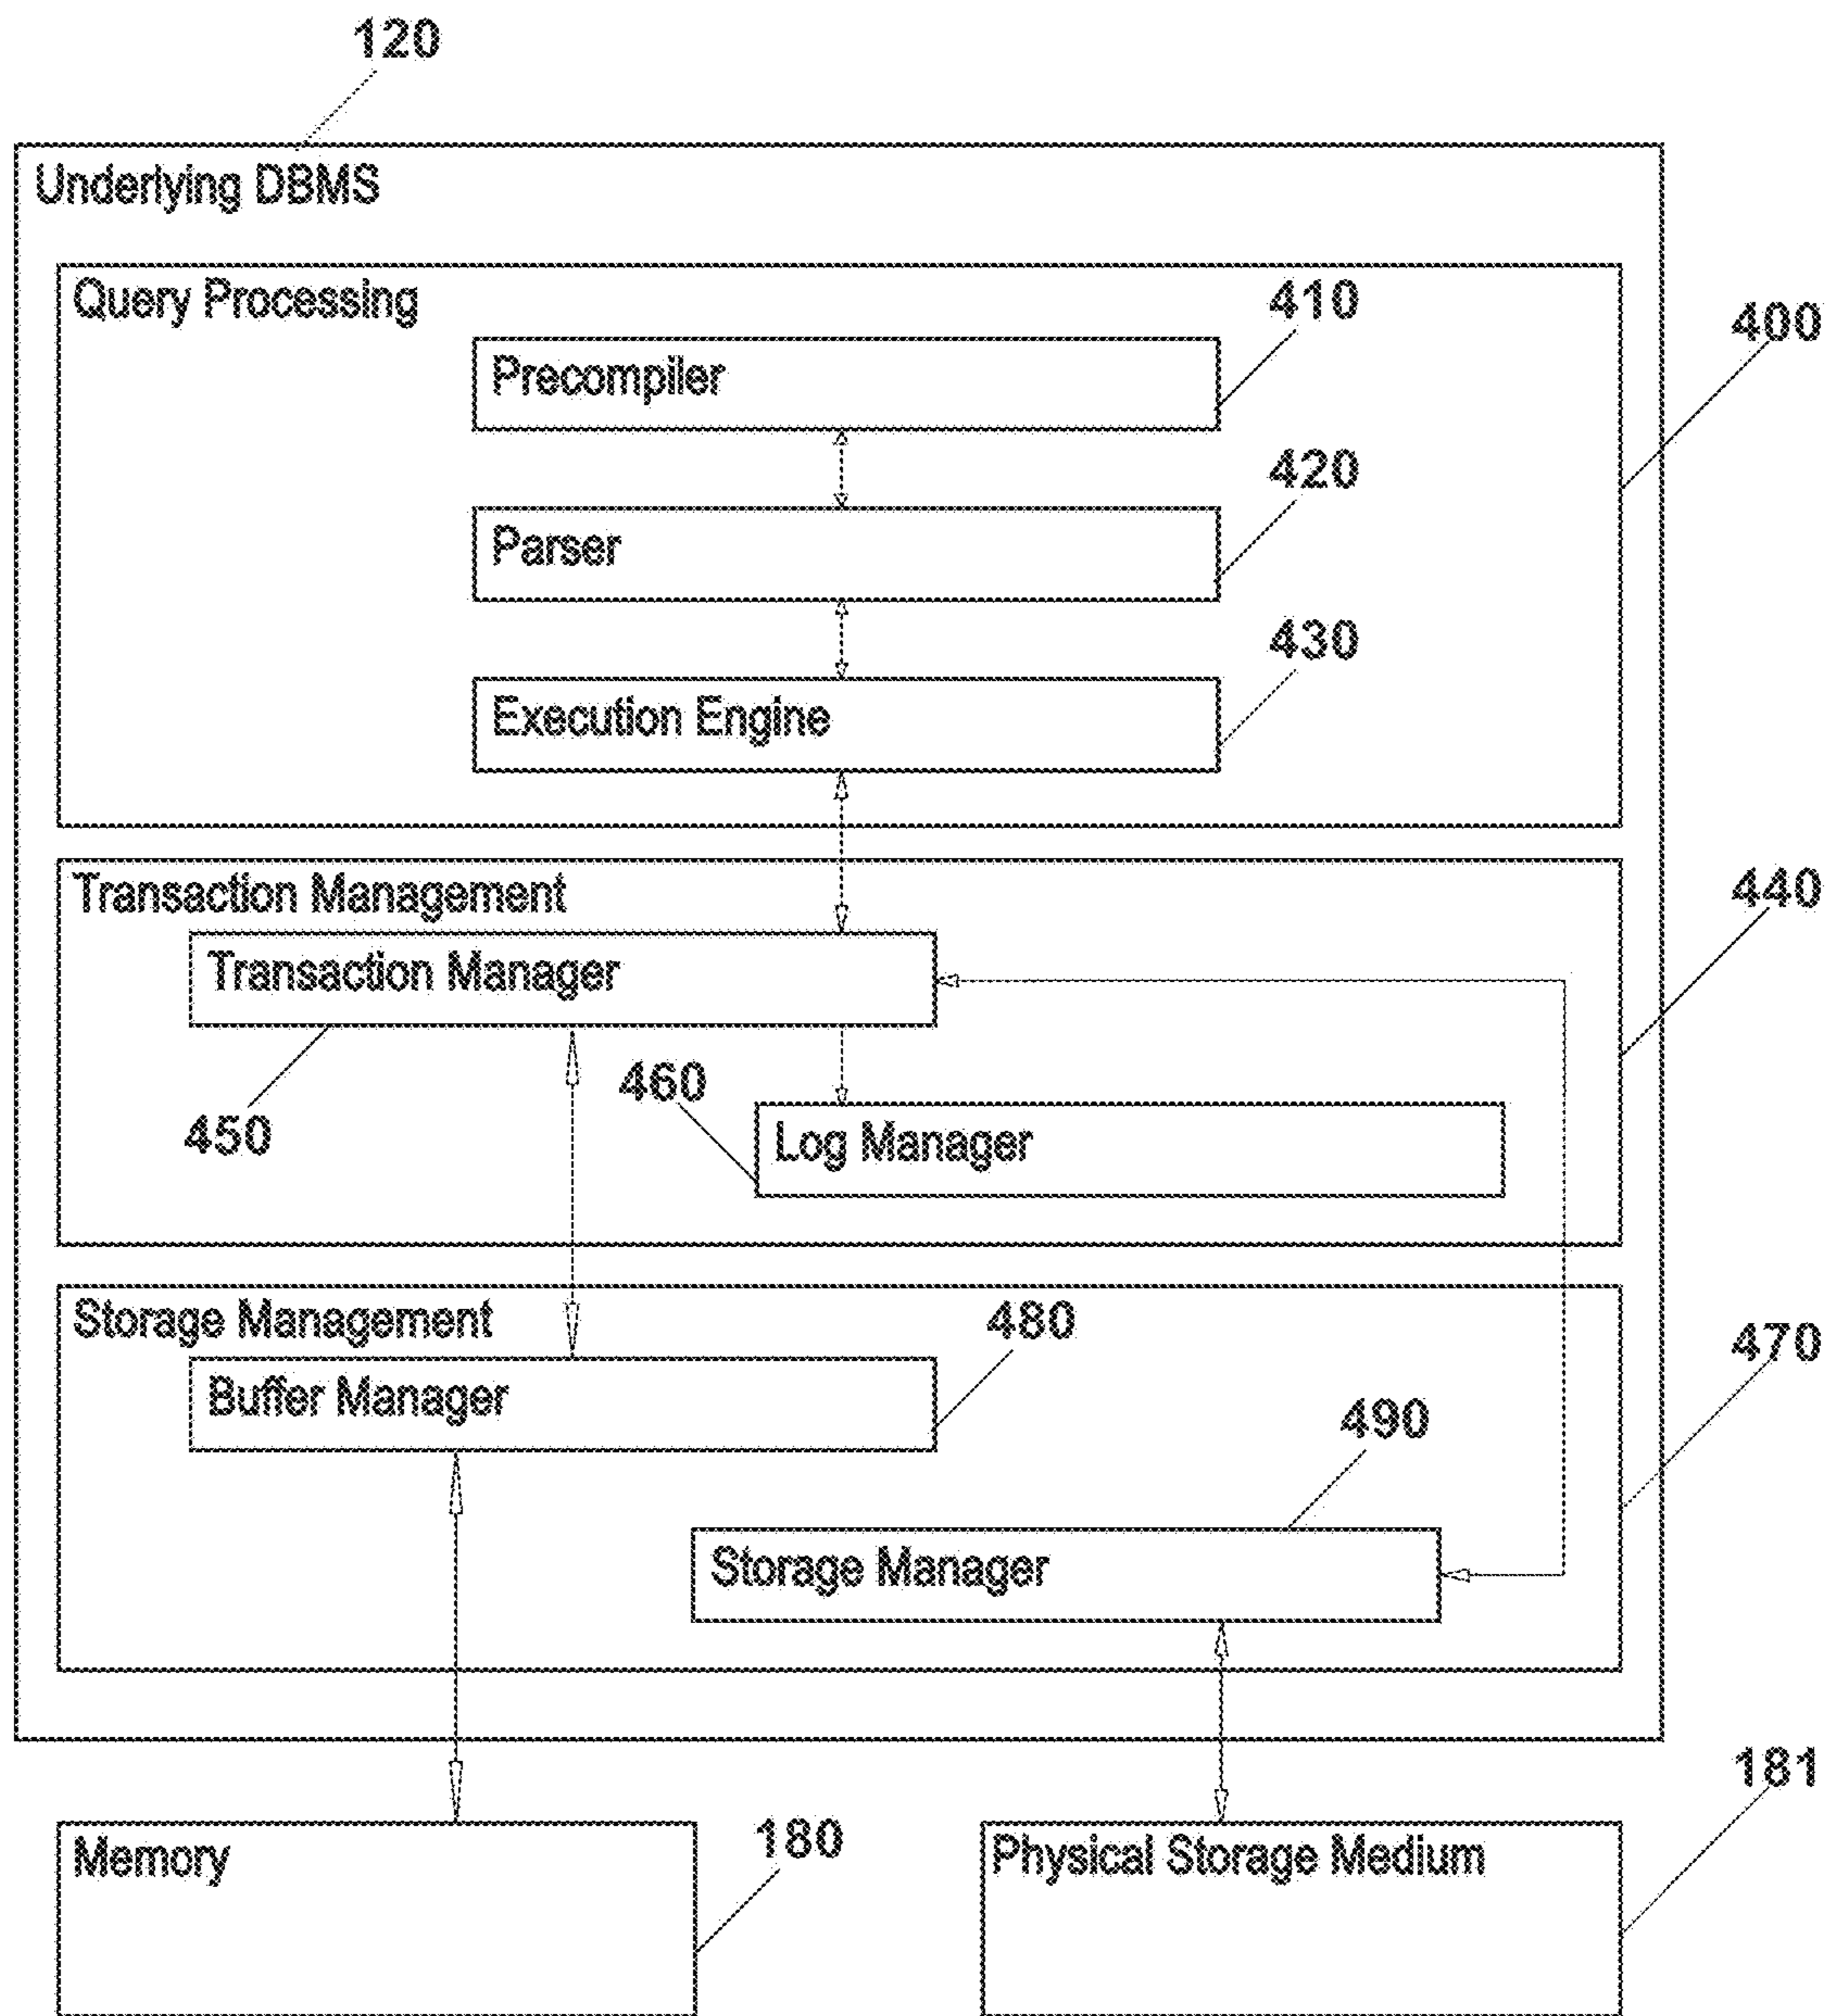 120
Underlying DBMS
Query Processing
410
400
Precompiler
420
Parser
430
Execution Engine
Transaction Management
440
Transaction Manager
460
450
Log Manager
Storage Management
480
470
Buffer Manager
490
Storage Manager
181
180
Memory
Physical Storage Medium